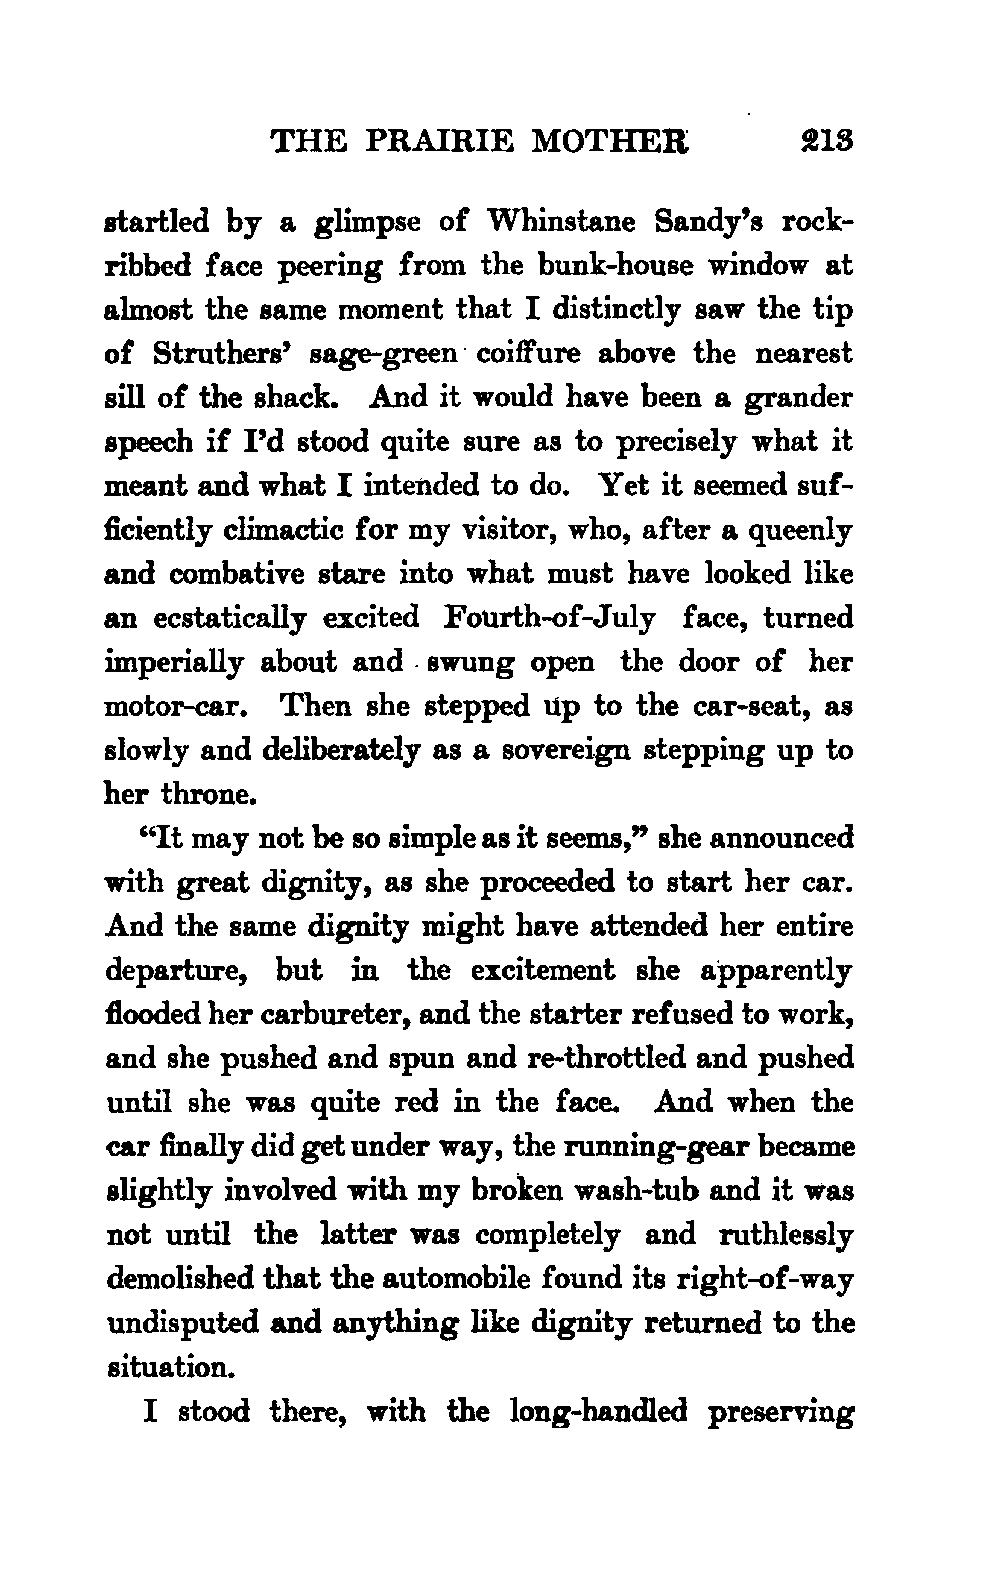 THE PRAIRIE MOTHER 213
startled by a glimpse of Whinstane Sandy's rock-
ribbed face peering from the bunk-house window at
almost the same moment that I distinctly saw the tip
of Struthers' sage-green coiffure above the nearest
sill of the shack. And it would have been a grander
speech if I'd stood quite sure as to precisely what it
meant and what I intended to do. Yet it seemed suf-
ficiently climactic for my visitor, who, after a queenly
and combative stare into what must have looked like
an ecstatically excited Fourth-of-July face, turned
imperially about and swung open the door of her
motor-car. Then she stepped up to the car-seat, as
slowly and deliberately as a sovereign stepping up to
her throne.
"It may not be so simple as it seems," she announced
with great dignity, as she proceeded to start her car.
And the same dignity might have attended her entire
departure, but in the excitement she apparently
flooded her carbureter, and the starter refused to work,
and she pushed and spun and re-throttled and pushed
until she was quite red in the face. And when the
car finally did get under way, the running-gear became
slightly involved with my broken wash-tub and it was
not until the latter was completely and ruthlessly
demolished that the automobile found its right-of-way
undisputed and anything like dignity returned to the
situation.
I stood there, with the long-handled preserving